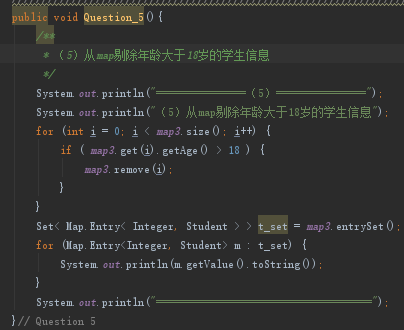 public void Question_5(){
/**
* （5）从map剔除年龄大于18岁的学生信息
*/
System.out.println("==================（5）==================");
System.out.println("（5）从map剔除年龄大于18岁的学生信息");
for (int i = 0; i < map3.size(); i++) {
if ( map3.get(i).getAge() > 18 ) {
map3.remove(i);
}
}
Set< Map.Entry< Integer, Student > > t_set = map3.entrySet();
for (Map.Entry<Integer, Student> m : t_set) {
System.out.println(m.getValue().toString());
}
System.out.println("===========================================");
}// Question 5